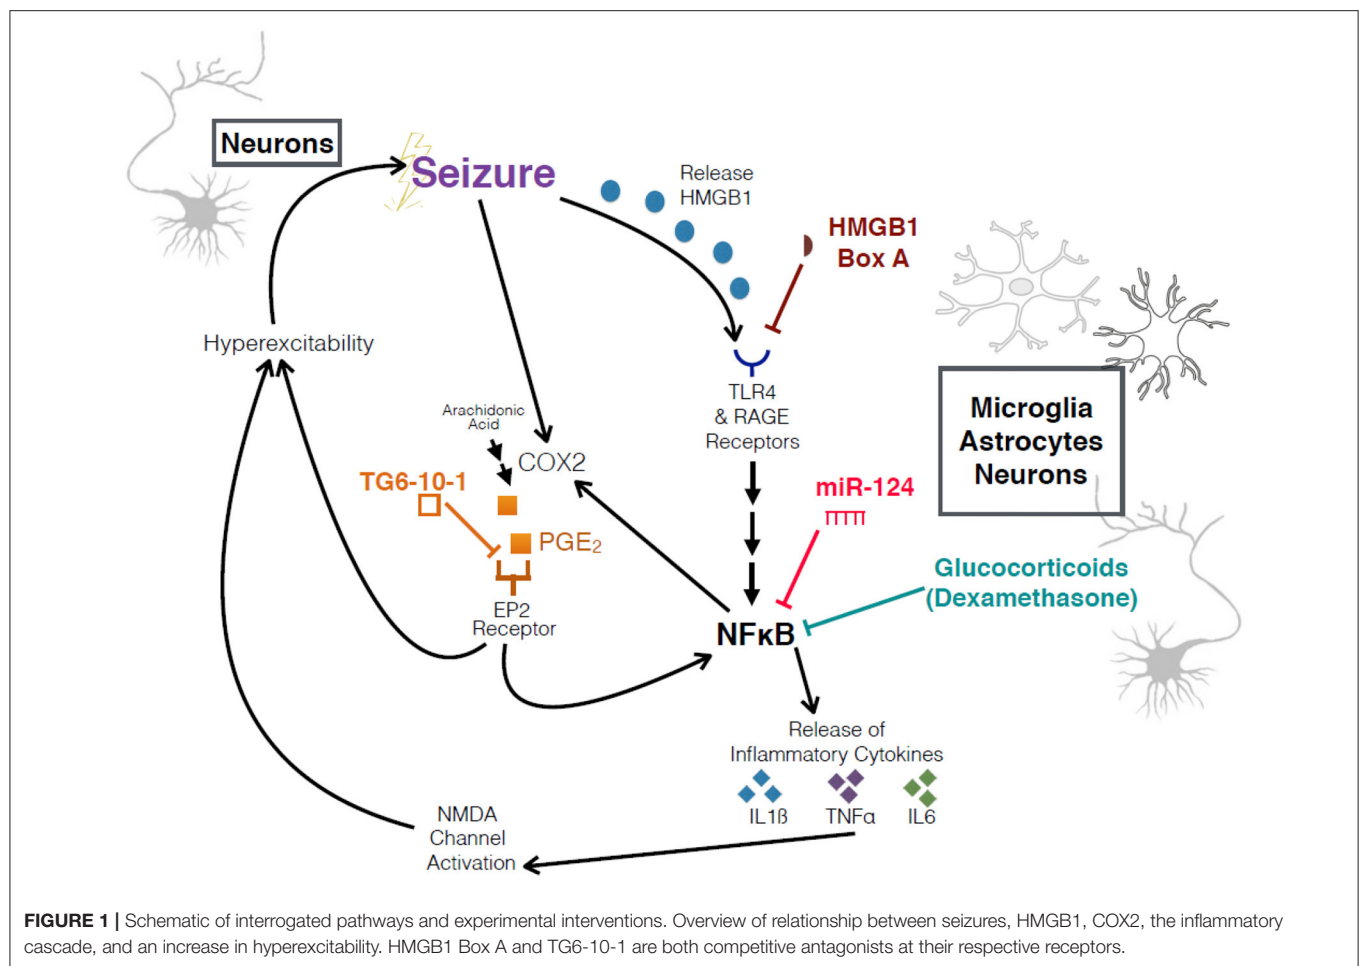 Neurons
Seizure
Release
HMGB1
HMGB1
Box A
Hyperexcitability
TLR4
& RAGE
Receptors
Microglia
Astrocytes
Neurons
Arachidonic
Acid
COX2
TG6-10-1
PGE₂
miR-124
EP2
Receptor
NFκB
Glucocorticoids
(Dexamethasone)
Release of
Inflammatory Cytokines
IL1ß
TNFα
IL6
NMDA
Channel
Activation
FIGURE 1 | Schematic of interrogated pathways and experimental interventions. Overview of relationship between seizures, HMGB1, COX2, the inflammatory
cascade, and an increase in hyperexcitability. HMGB1 Box A and TG6-10-1 are both competitive antagonists at their respective receptors.